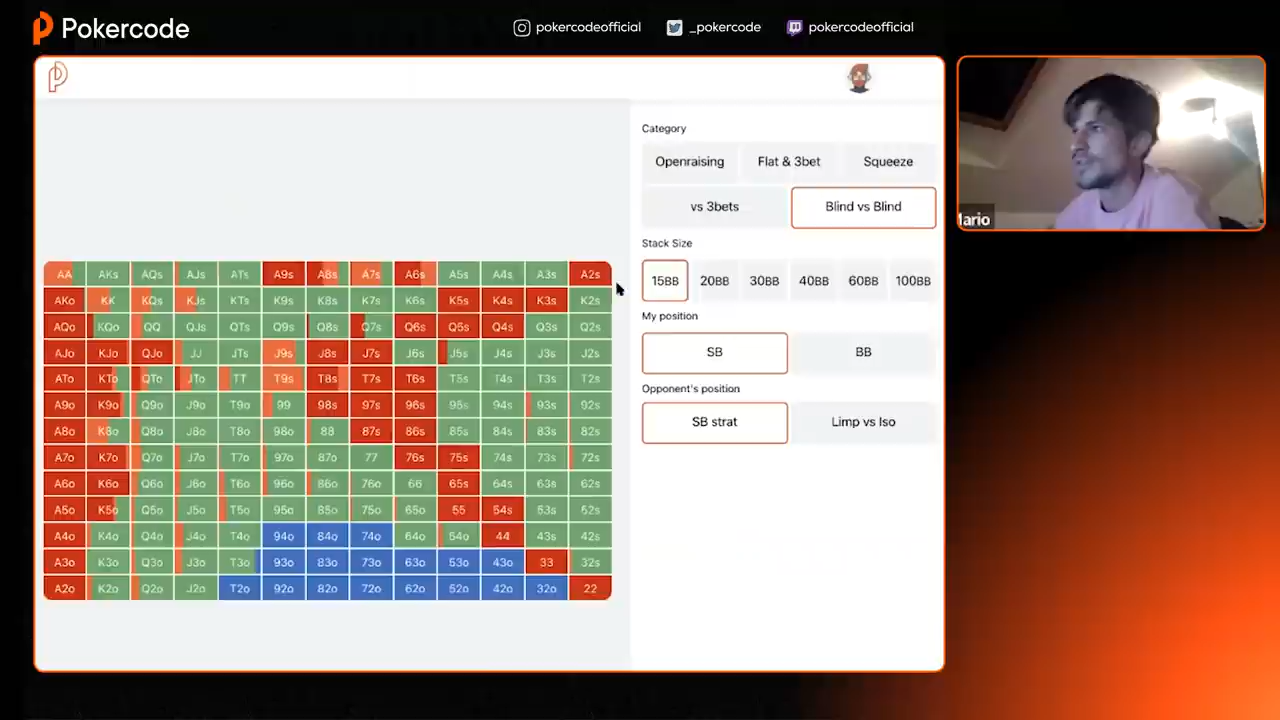 Pokercode
pokercodeofficial
_pokercode
pokercodeofficial
Category
Openraising
Flat & 3bet
Squeeze
vs 3bets
Blind vs Blind
Stack Size
15BB 20BB 30BB 40BB 60BB 100BB
My position
SB
BB
Opponent's position
SB strat
Limp vs Iso
AA AKs AQs AJs ATs A9s A8s A7s A6s A5s A4s A3s A2s
AKo KK KQs KJs KTs K9s K8s K7s K6s K5s K4s K3s K2s
AQo KQo QQ QJs QTs Q9s Q8s Q7s Q6s Q5s Q4s Q3s Q2s
AJo KJo QJo JJ JTs J9s J8s J7s J6s J5s J4s J3s J2s
ATo KTo QTo JTo TT T9s T8s T7s T6s T5s T4s T3s T2s
A9o K9o Q9o J9o T9o 99 98s 97s 96s 95s 94s 93s 92s
A8o K8o Q8o J8o T8o 98o 88 87s 86s 85s 84s 83s 82s
A7o K7o Q7o J7o T7o 97o 87o 77 76s 75s 74s 73s 72s
A6o K6o Q6o J6o T6o 96o 86o 76o 66 65s 64s 63s 62s
A5o K5o Q5o J5o T5o 95o 85o 75o 65o 55 54s 53s 52s
A4o K4o Q4o J4o T4o 94o 84o 74o 64o 54o 44 43s 42s
A3o K3o Q3o J3o T3o 93o 83o 73o 63o 53o 43o 33 32s
A2o K2o Q2o J2o T2o 92o 82o 72o 62o 52o 42o 32o 22